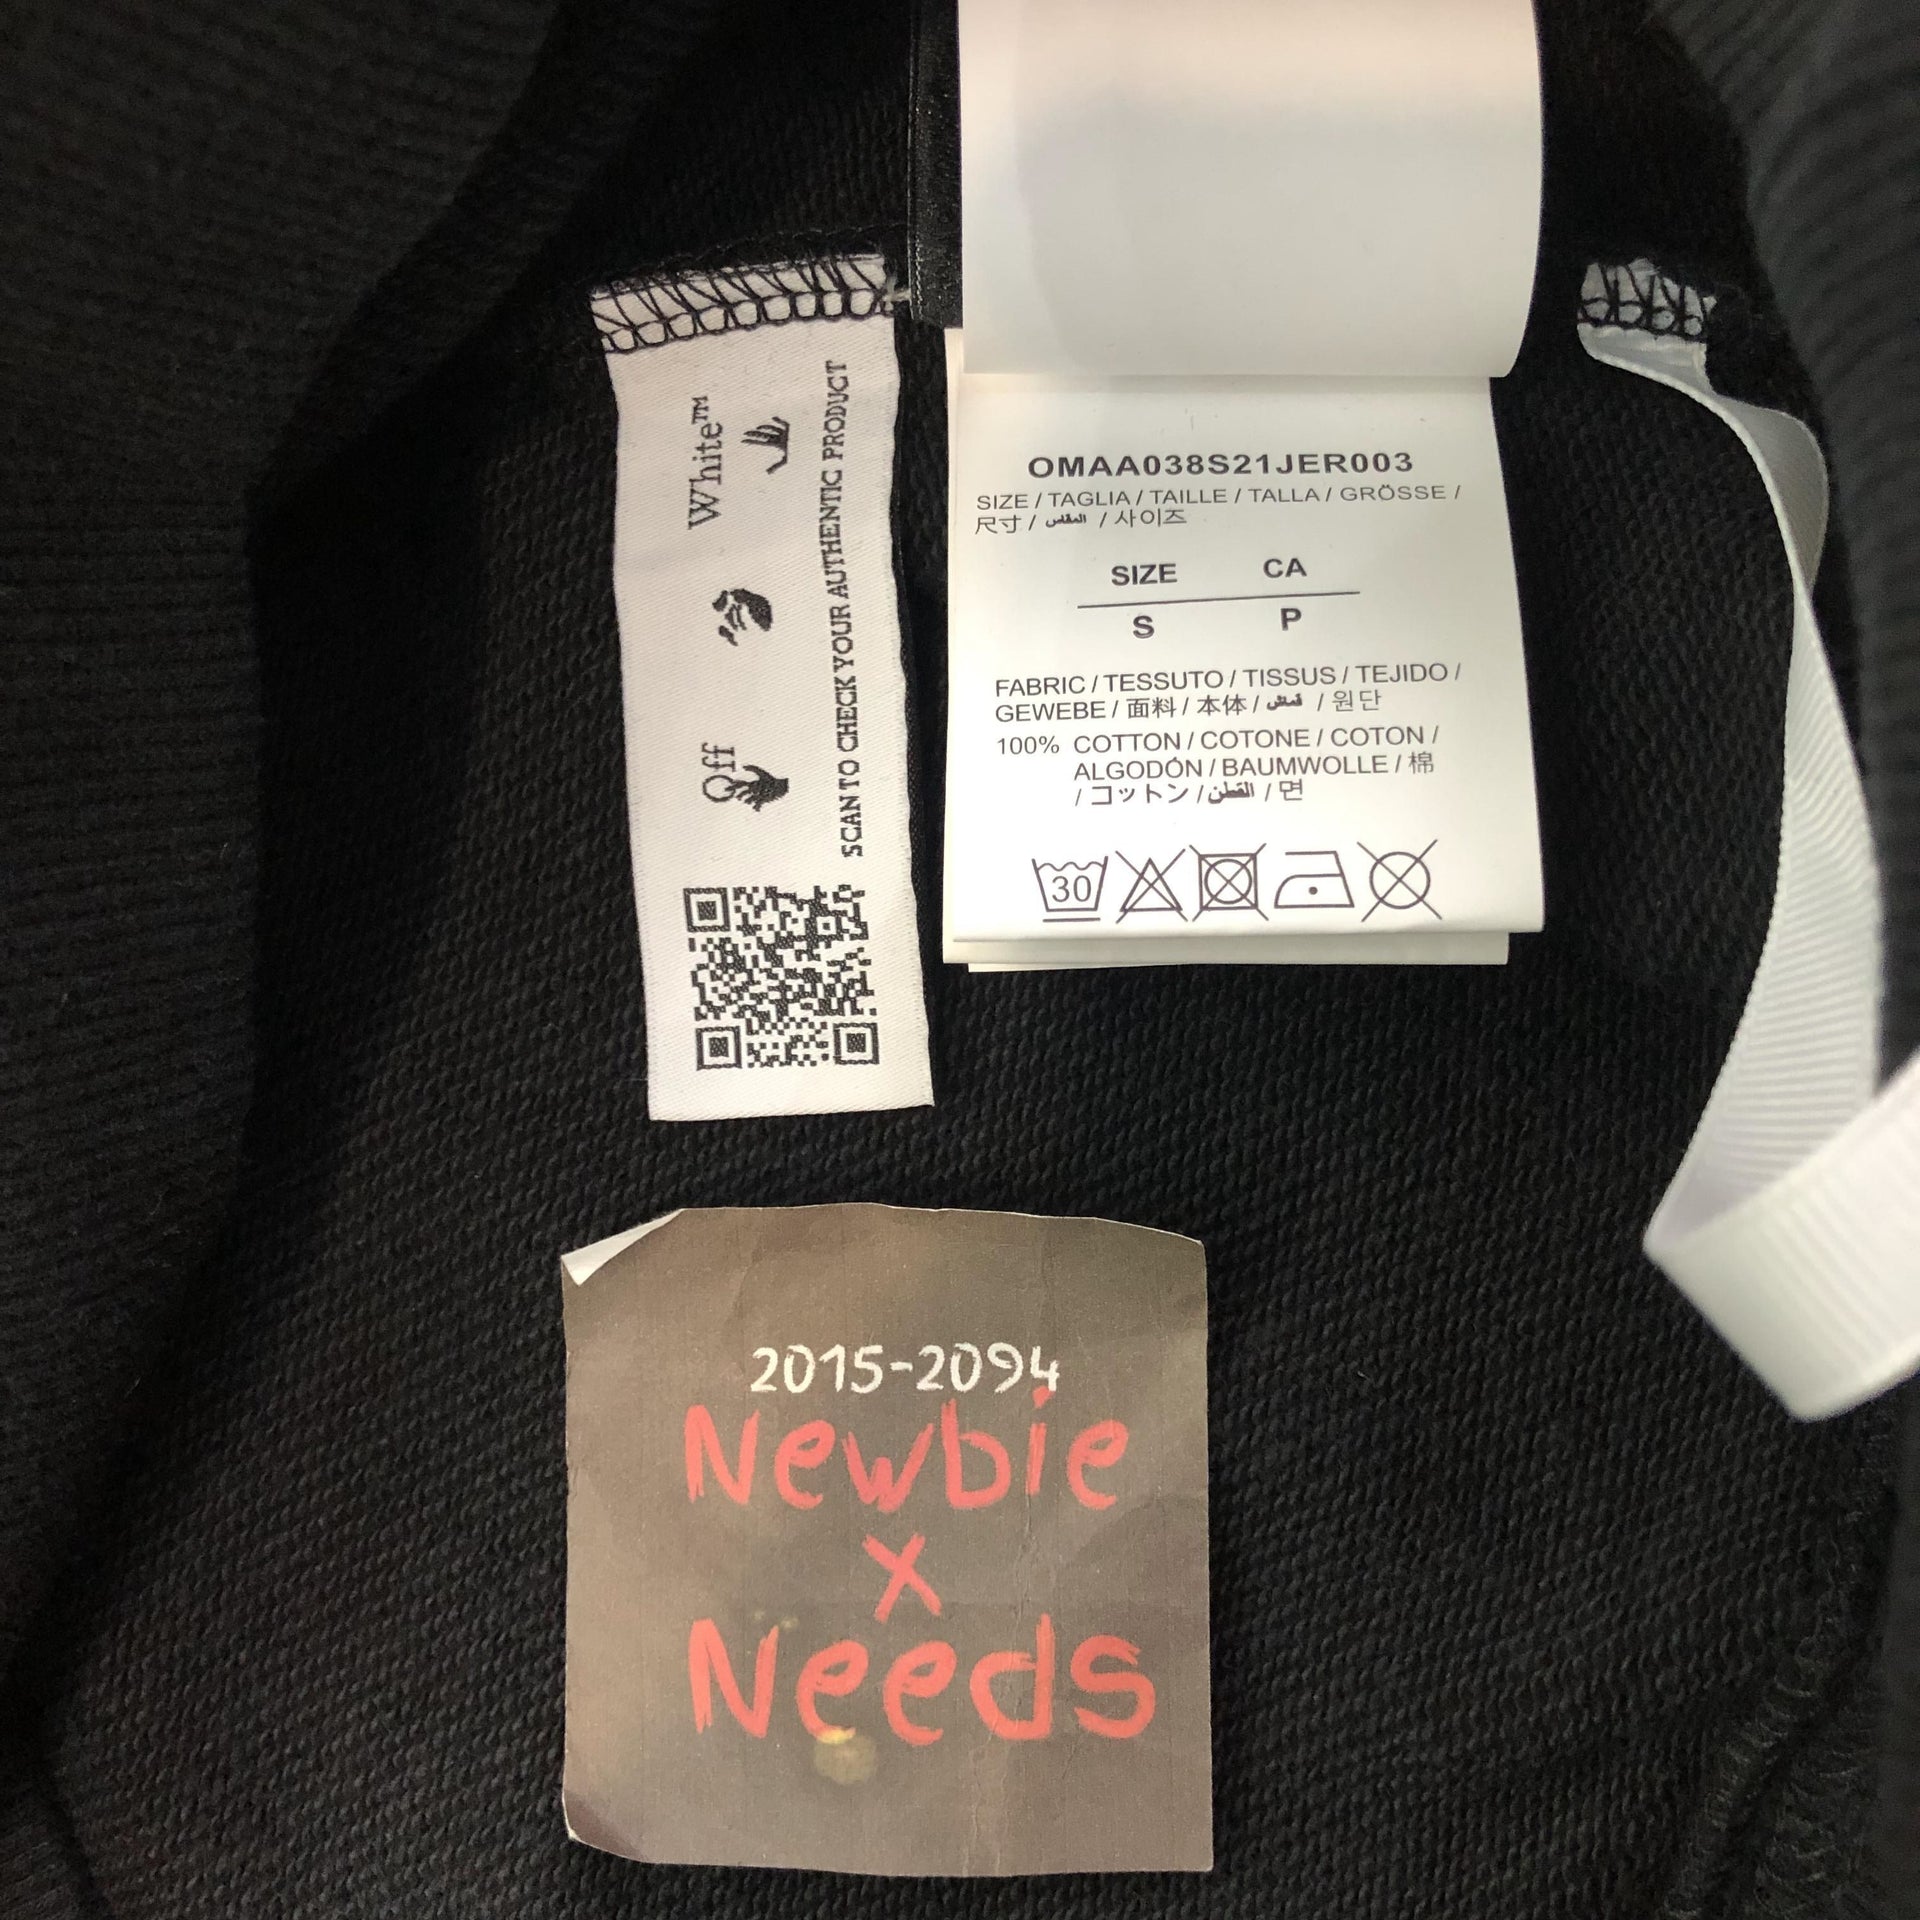 Off White™
SCAN TO CHECK YOUR AUTHENTIC PRODUCT
OMAA038S21JER003
SIZE / TAGLIA / TAILLE / TALLA / GRÖSSE /
尺寸 / المقاس / 사이즈
SIZE CA
S P
FABRIC / TESSUTO / TISSUS / TEJIDO /
GEWEBE / 面料 / 本体 / قماش / 원단
100% COTTON / COTONE / COTON /
ALGODÓN / BAUMWOLLE / 棉
/ コットン / القطن / 면
30
2015-2094
Newbie
x
Needs